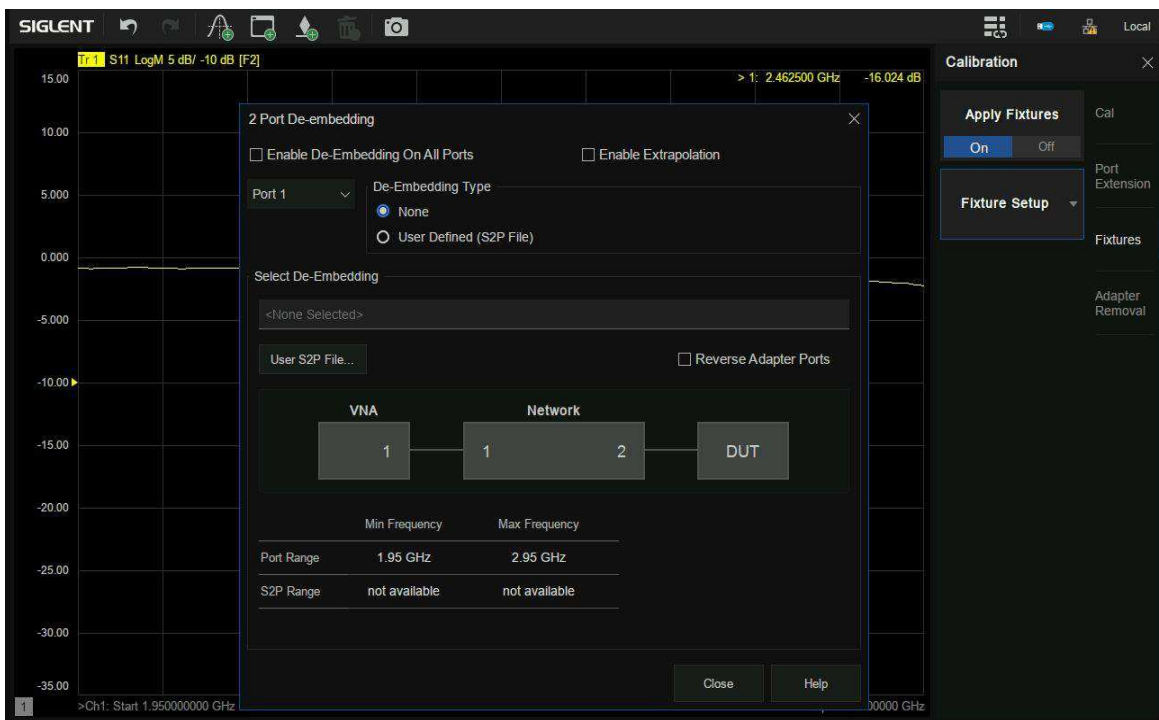 SIGLENT
Local
Tr 1 S11 LogM 5 dB/ -10 dB [F2]
> 1: 2.462500 GHz -16.024 dB
15.00
10.00
5.000
0.000
-5.000
-10.00
-15.00
-20.00
-25.00
-30.00
-35.00
2 Port De-embedding
Enable De-Embedding On All Ports
Enable Extrapolation
Port 1
De-Embedding Type
None
User Defined (S2P File)
Select De-Embedding
<None Selected>
User S2P File...
Reverse Adapter Ports
VNA Network
1 1 2 DUT
Min Frequency Max Frequency
Port Range 1.95 GHz 2.95 GHz
S2P Range not available not available
Close Help
1 >Ch1: Start 1.950000000 GHz
00000 GHz
Calibration
Apply Fixtures
On Off
Fixture Setup
Cal
Port
Extension
Fixtures
Adapter
Removal